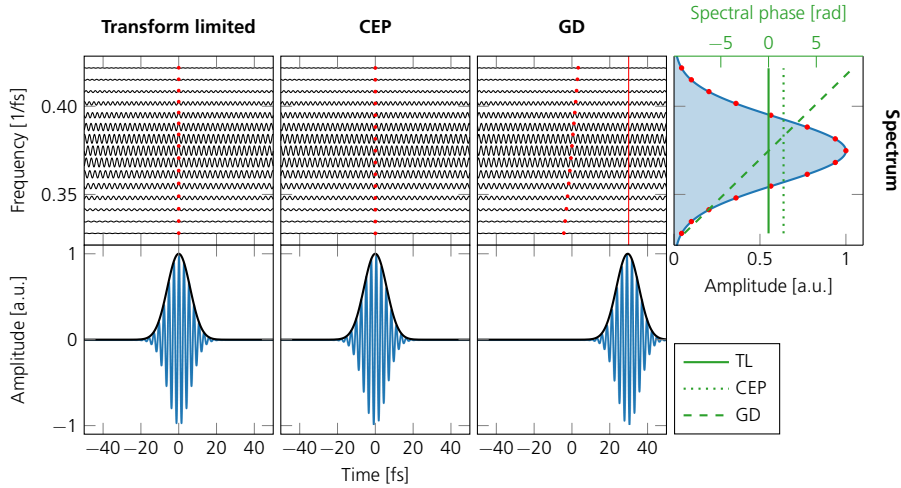 Spectral phase [rad]
Transform limited CEP GD
−5 0 5
Frequency [1/fs]
0.40
0.35
Spectrum
0 0.5 1
Amplitude [a.u.]
Amplitude [a.u.]
1
0
−1
−40 −20 0 20 40 −40 −20 0 20 40 −40 −20 0 20 40
Time [fs]
TL
CEP
GD